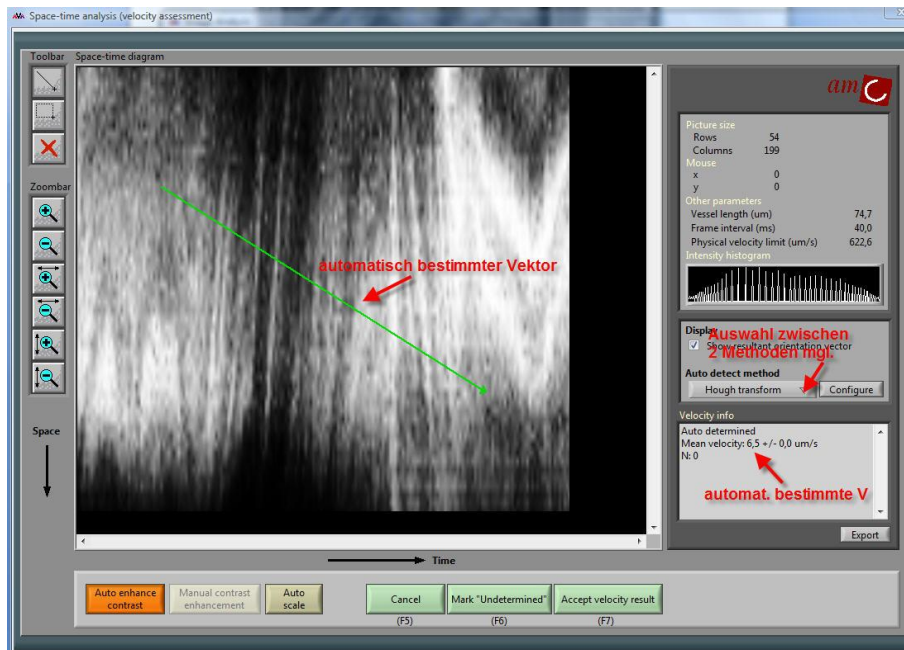 Space-time analysis (velocity assessment)
Toolbar
Space-time diagram
Zoombar
Space
automatisch bestimmter Vektor
Time
amC
Picture size
Rows 54
Columns 199
Mouse
x 0
y 0
Other parameters
Vessel length (um) 74,7
Frame interval (ms) 40,0
Physical velocity limit (um/s) 622,6
Intensity histogram
Display
Show resultant orientation vector
Auswahl zwischen
2 Methoden mgl.
Auto detect method
Hough transform
Configure
Velocity info
Auto determined
Mean velocity: 6,5 +/- 0,0 um/s
N: 0
automat. bestimmte V
Export
Auto enhance
contrast
Manual contrast
enhancement
Auto
scale
Cancel
(F5)
Mark "Undetermined"
(F6)
Accept velocity result
(F7)